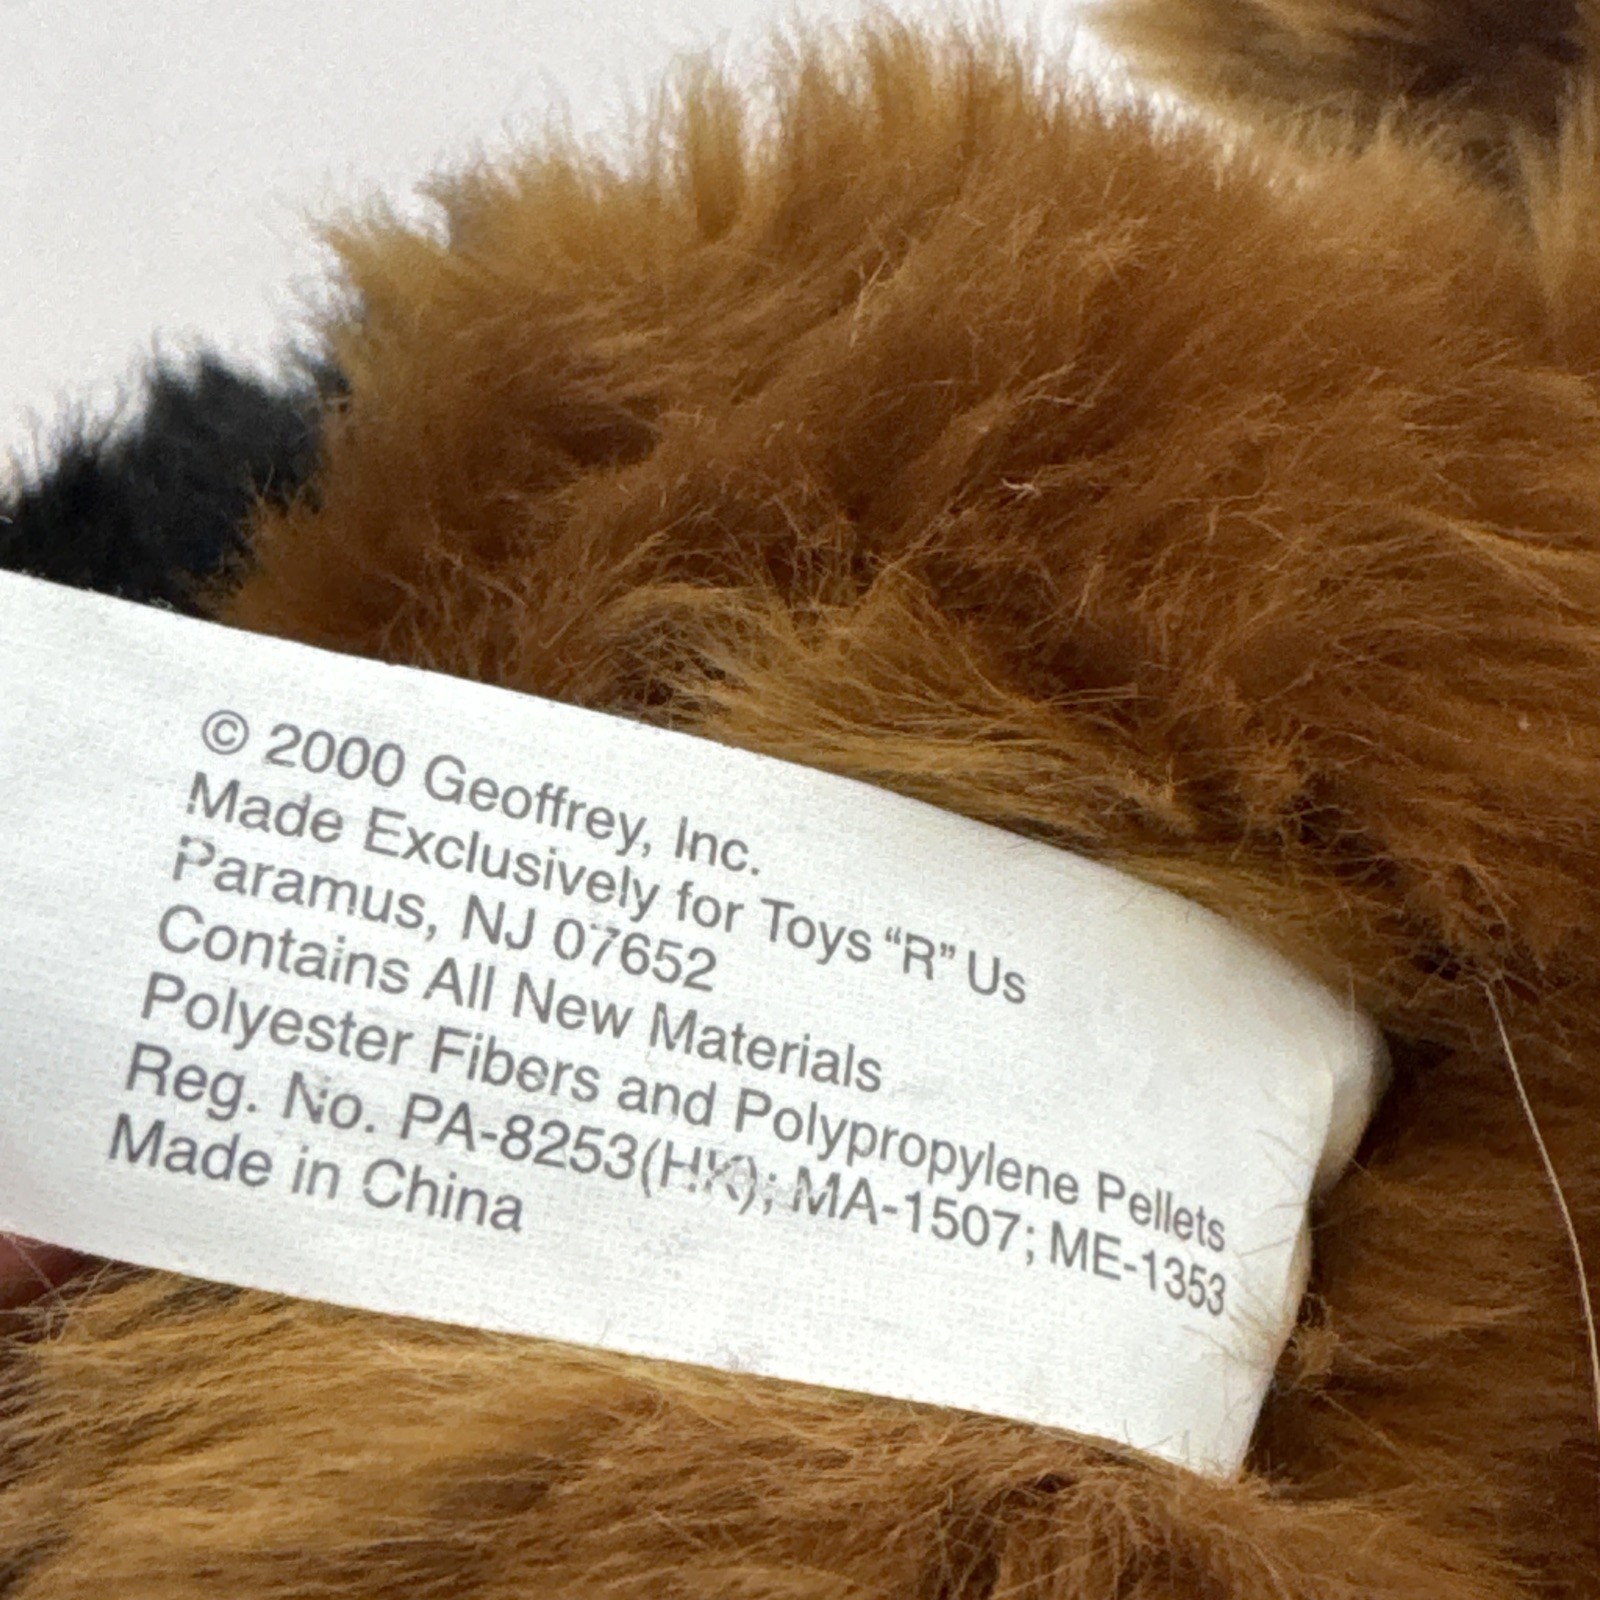 © 2000 Geoffrey, Inc.
Made Exclusively for Toys “R” Us
Paramus, NJ 07652
Contains All New Materials
Polyester Fibers and Polypropylene Pellets
Reg. No. PA-8253(HK); MA-1507; ME-1353
Made in China